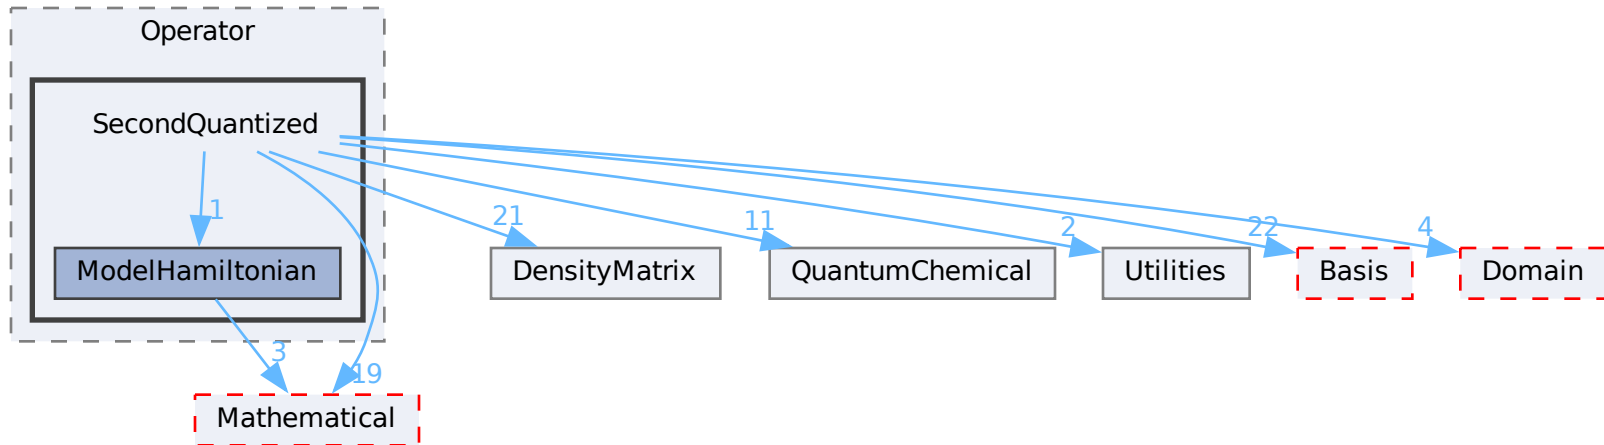 Operator
SecondQuantized
1
21
11
2
22
4
ModelHamiltonian
DensityMatrix
QuantumChemical
Utilities
Basis
Domain
3
19
Mathematical